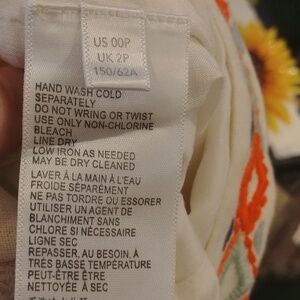 US 00P
UK 2P
150/62A
HAND WASH COLD
SEPARATELY
DO NOT WRING OR TWIST
USE ONLY NON-CHLORINE
BLEACH
LINE DRY
LOW IRON AS NEEDED
MAY BE DRY CLEANED
LAVER À LA MAIN À L'EAU
FROIDE SÉPARÉMENT
NE PAS TORDRE OU ESSORER
UTILISER UN AGENT DE
BLANCHIMENT SANS
CHLORE SI NÉCESSAIRE
LIGNE SEC
REPASSER, AU BESOIN, À
TRÈS BASSE TEMPÉRATURE
PEUT-ÊTRE ÊTRE
NETTOYÉE À SEC